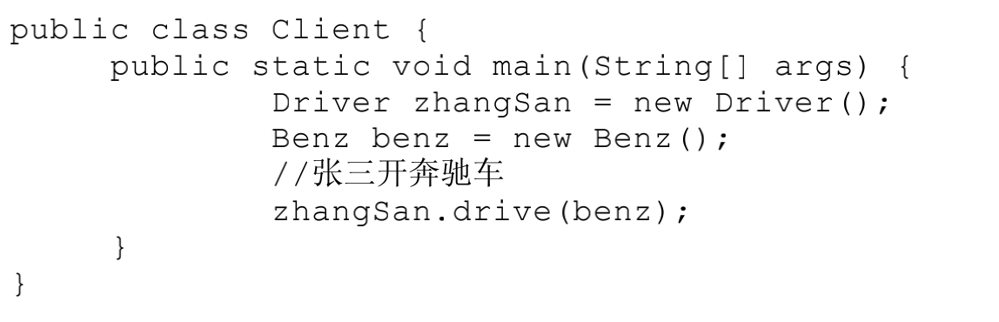 public class Client {
public static void main(String[] args) {
Driver zhangSan = new Driver();
Benz benz = new Benz();
//张三开奔驰车
zhangSan.drive(benz);
}
}